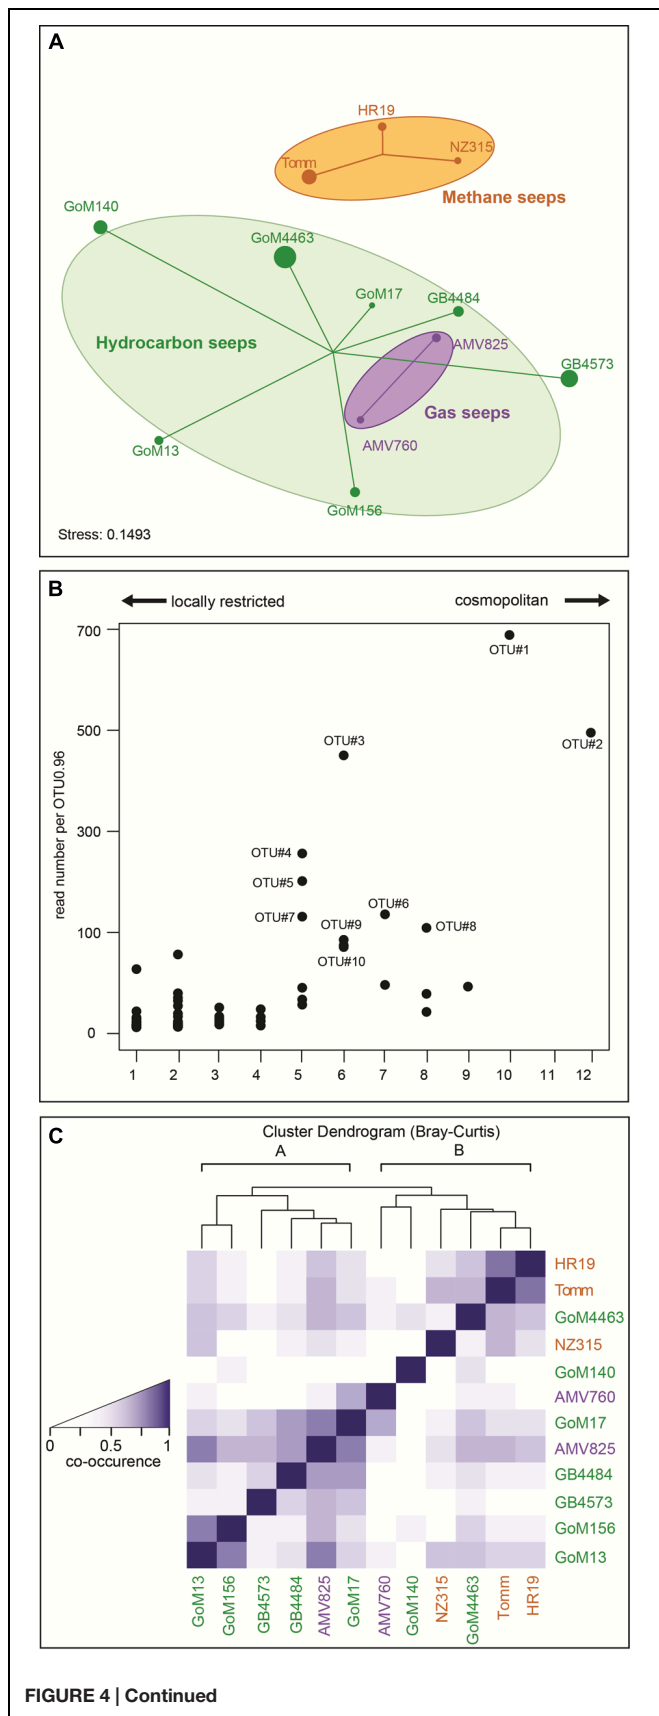 A
HR19
NZ315
Tomm
Methane seeps
GoM140
GoM4463
GoM17
GB4484
Hydrocarbon seeps
AMV825
GB4573
Gas seeps
AMV760
GoM13
GoM156
Stress: 0.1493
B
locally restricted
cosmopolitan
700
OTU#1
500
OTU#2
OTU#3
read number per OTU0.96
300
OTU#4
OTU#5
OTU#6
OTU#7
OTU#9
OTU#8
100
OTU#10
0
1 2 3 4 5 6 7 8 9 10 11 12
C
Cluster Dendrogram (Bray-Curtis)
A B
HR19
Tomm
GoM4463
NZ315
GoM140
AMV760
GoM17
AMV825
GB4484
GB4573
GoM156
GoM13
0 0.5 1
co-occurence
GoM13 GoM156 GB4573 GB4484 AMV825 GoM17 AMV760 GoM140 NZ315 GoM4463 Tomm HR19
FIGURE 4 | Continued